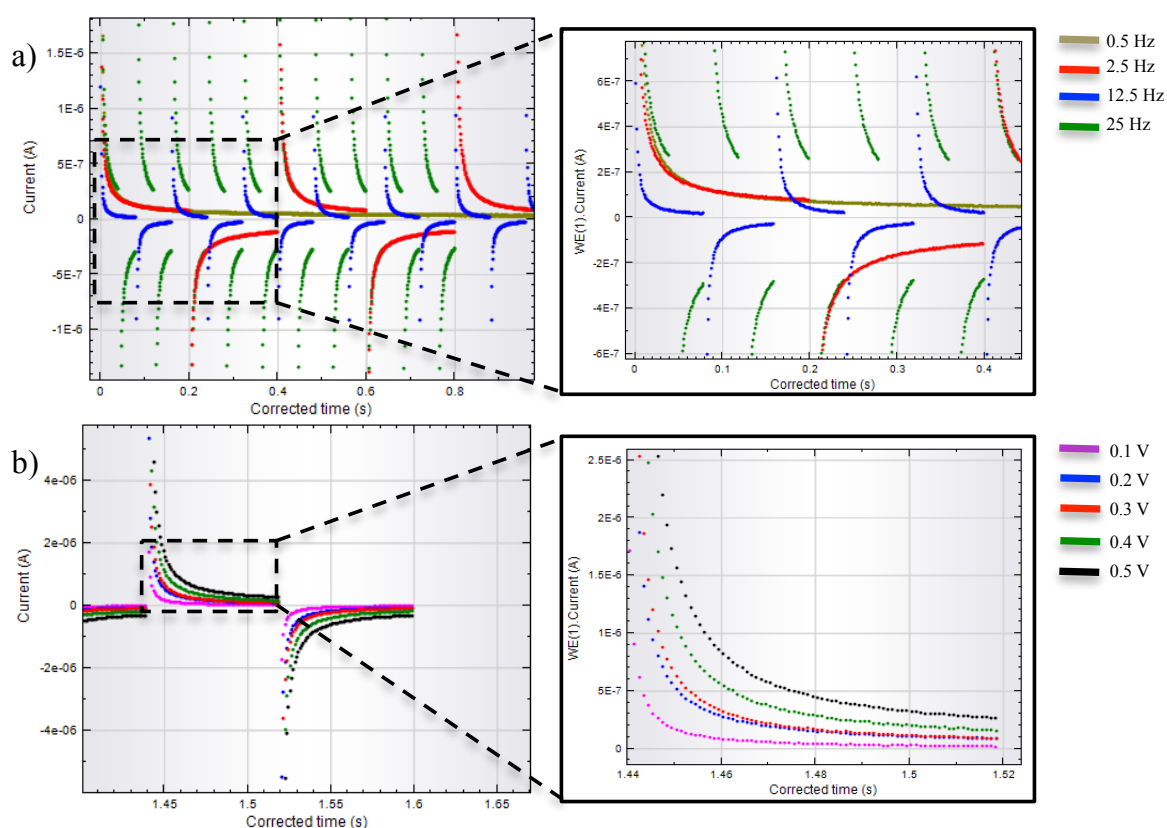 a)
1.5E-6
1E-6
5E-7
0
-5E-7
-1E-6
Current (A)
0 0.2 0.4 0.6 0.8
Corrected time (s)
6E-7
4E-7
2E-7
0
-2E-7
-4E-7
-6E-7
WE(1).Current (A)
0 0.1 0.2 0.3 0.4
Corrected time (s)
0.5 Hz
2.5 Hz
12.5 Hz
25 Hz
b)
4e-06
2e-06
0
-2e-06
-4e-06
Current (A)
1.45 1.5 1.55 1.6 1.65
Corrected time (s)
2.5E-6
2E-6
1.5E-6
1E-6
5E-7
0
WE(1).Current (A)
1.44 1.46 1.48 1.5 1.52
Corrected time (s)
0.1 V
0.2 V
0.3 V
0.4 V
0.5 V